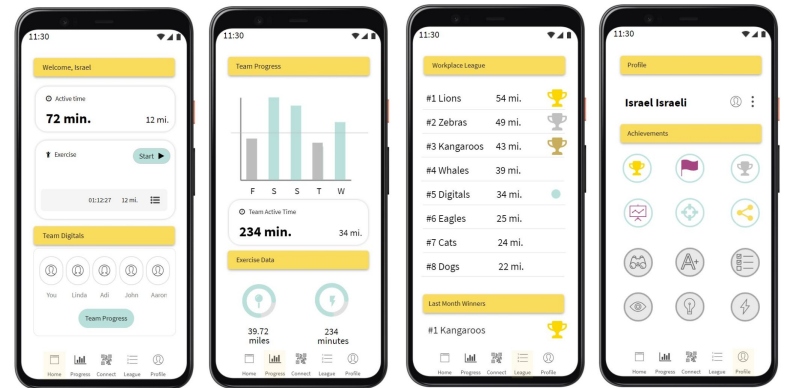 11:30
Welcome, Israel
Active time
72 min.
12 mi.
Exercise
Start
01:12:27 12 mi.
Team Digitals
You Linda Adi John Aaron
Team Progress
Home Progress Connect League Profile
11:30
Team Progress
F S S T W
Team Active Time
234 min.
34 mi.
Exercise Data
39.72 miles
234 minutes
Home Progress Connect League Profile
11:30
Workplace League
#1 Lions 54 mi.
#2 Zebras 49 mi.
#3 Kangaroos 43 mi.
#4 Whales 39 mi.
#5 Digitals 34 mi.
#6 Eagles 25 mi.
#7 Cats 24 mi.
#8 Dogs 22 mi.
Last Month Winners
#1 Kangaroos
Home Progress Connect League Profile
11:30
Profile
Israel Israeli
Achievements
A+
Home Progress Connect League Profile